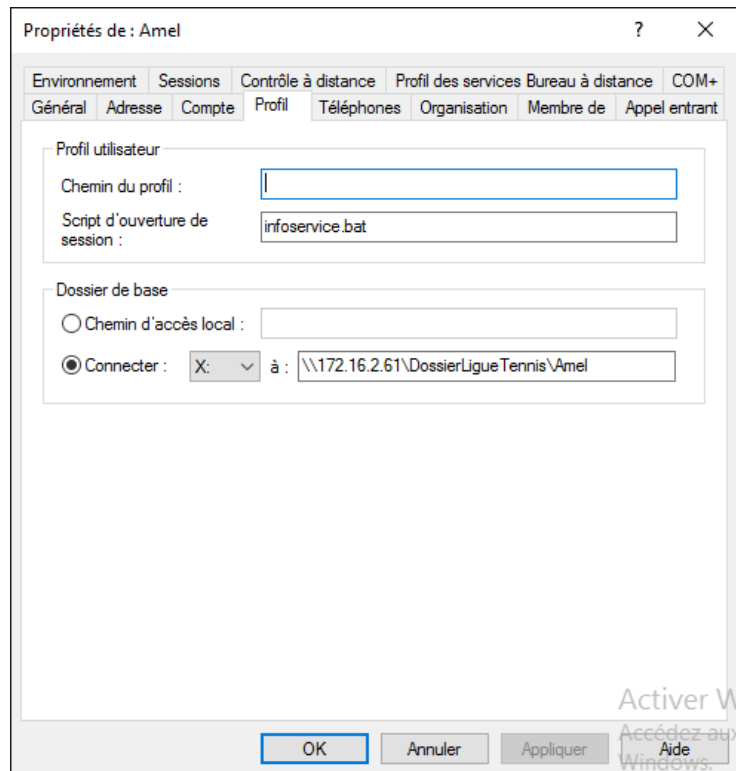 Propriétés de : Amel ? ×
Environnement Sessions Contrôle à distance Profil des services Bureau à distance COM+
Général Adresse Compte Profil Téléphones Organisation Membre de Appel entrant
Profil utilisateur
Chemin du profil :
Script d'ouverture de
session :
infoservice.bat
Dossier de base
Chemin d'accès local :
Connecter : X: à : \\172.16.2.61\DossierLigueTennis\Amel
Activer W
Accédez aux
OK Annuler Appliquer Aide
Windows.